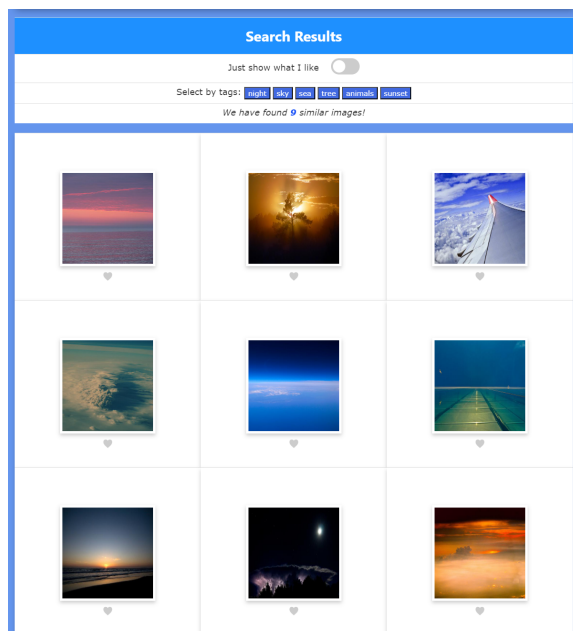 Search Results
Just show what I like
Select by tags: night sky sea tree animals sunset
We have found 9 similar images!